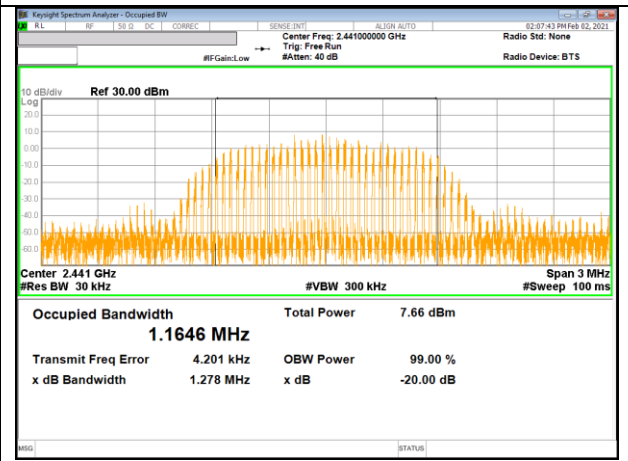 Keysight Spectrum Analyzer - Occupied BW
RL RF 50 Ω DC CORREC SENSE:INT ALIGN AUTO 02:07:43 PM Feb 02, 2021
Center Freq: 2.441000000 GHz Radio Std: None
Trig: Free Run
#IFGain:Low #Atten: 40 dB Radio Device: BTS
10 dB/div Ref 30.00 dBm
Log
20.0
10.0
0.00
-10.0
-20.0
-30.0
-40.0
-50.0
-60.0
Center 2.441 GHz Span 3 MHz
#Res BW 30 kHz #VBW 300 kHz #Sweep 100 ms
Occupied Bandwidth Total Power 7.66 dBm
1.1646 MHz
Transmit Freq Error 4.201 kHz OBW Power 99.00 %
x dB Bandwidth 1.278 MHz x dB -20.00 dB
MSG STATUS